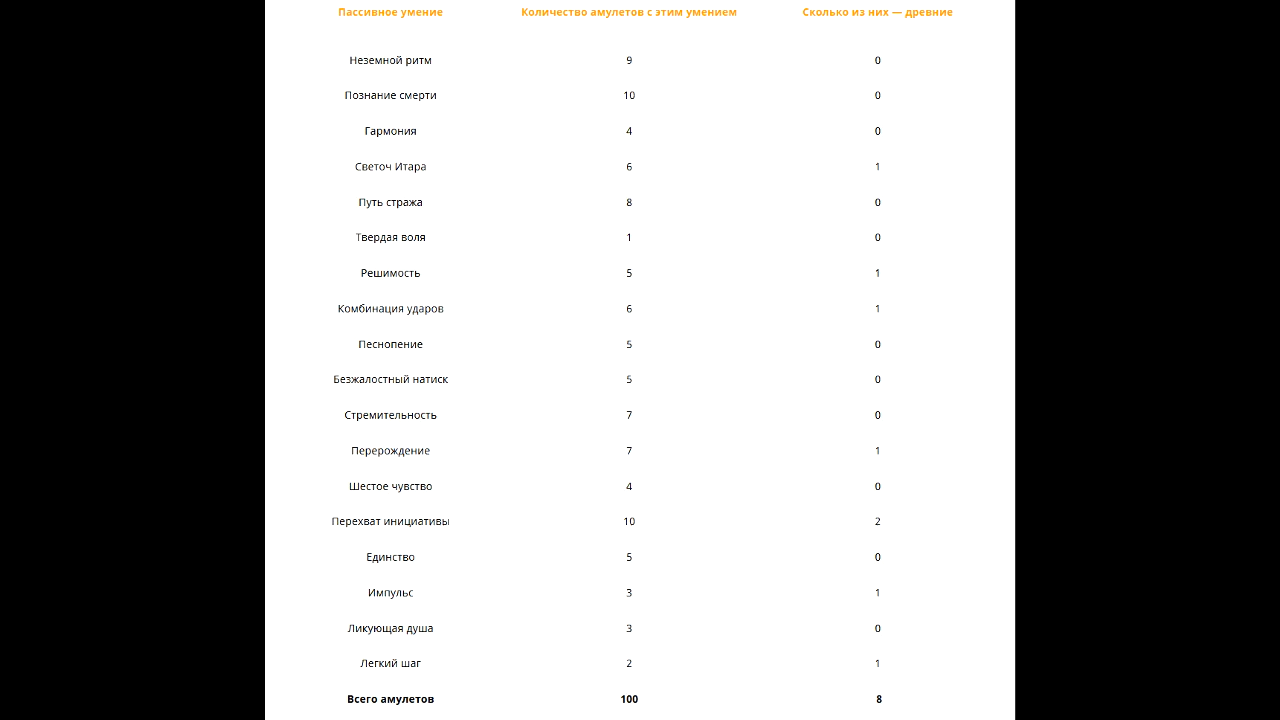 Пассивное умение Количество амулетов с этим умением Сколько из них — древние
Неземной ритм 9 0
Познание смерти 10 0
Гармония 4 0
Светоч Итара 6 1
Путь стража 8 0
Твердая воля 1 0
Решимость 5 1
Комбинация ударов 6 1
Песнопение 5 0
Безжалостный натиск 5 0
Стремительность 7 0
Перерождение 7 1
Шестое чувство 4 0
Перехват инициативы 10 2
Единство 5 0
Импульс 3 1
Ликующая душа 3 0
Легкий шаг 2 1
Всего амулетов 100 8